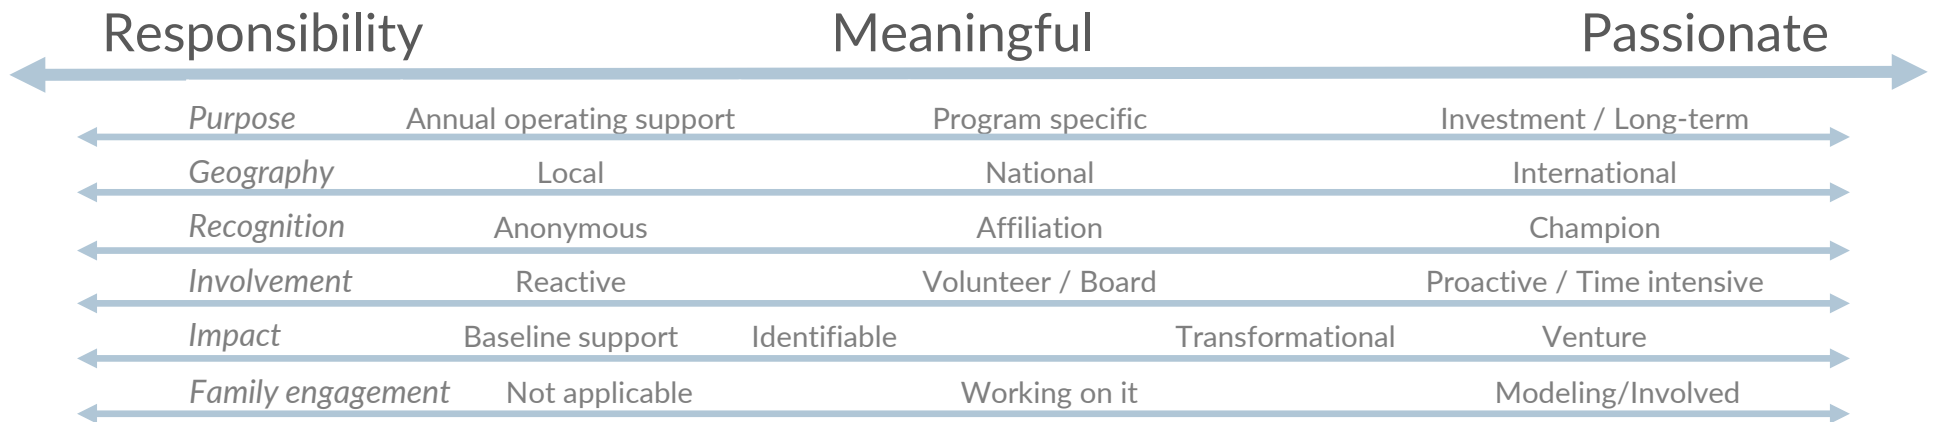 Responsibility Meaningful Passionate
Purpose Annual operating support Program specific Investment / Long-term
Geography Local National International
Recognition Anonymous Affiliation Champion
Involvement Reactive Volunteer / Board Proactive / Time intensive
Impact Baseline support Identifiable Transformational Venture
Family engagement Not applicable Working on it Modeling/Involved